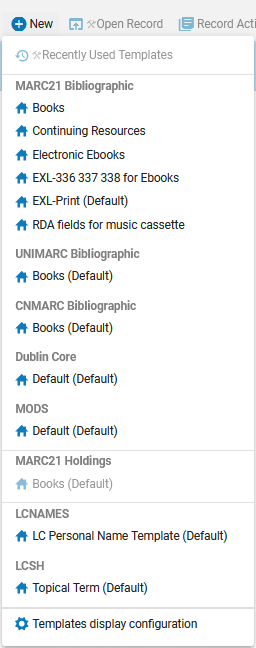 New Open Record Record Acti
Recently Used Templates
MARC21 Bibliographic
Books
Continuing Resources
Electronic Ebooks
EXL-336 337 338 for Ebooks
EXL-Print (Default)
RDA fields for music cassette
UNIMARC Bibliographic
Books (Default)
CNMARC Bibliographic
Books (Default)
Dublin Core
Default (Default)
MODS
Default (Default)
MARC21 Holdings
Books (Default)
LCNAMES
LC Personal Name Template (Default)
LCSH
Topical Term (Default)
Templates display configuration